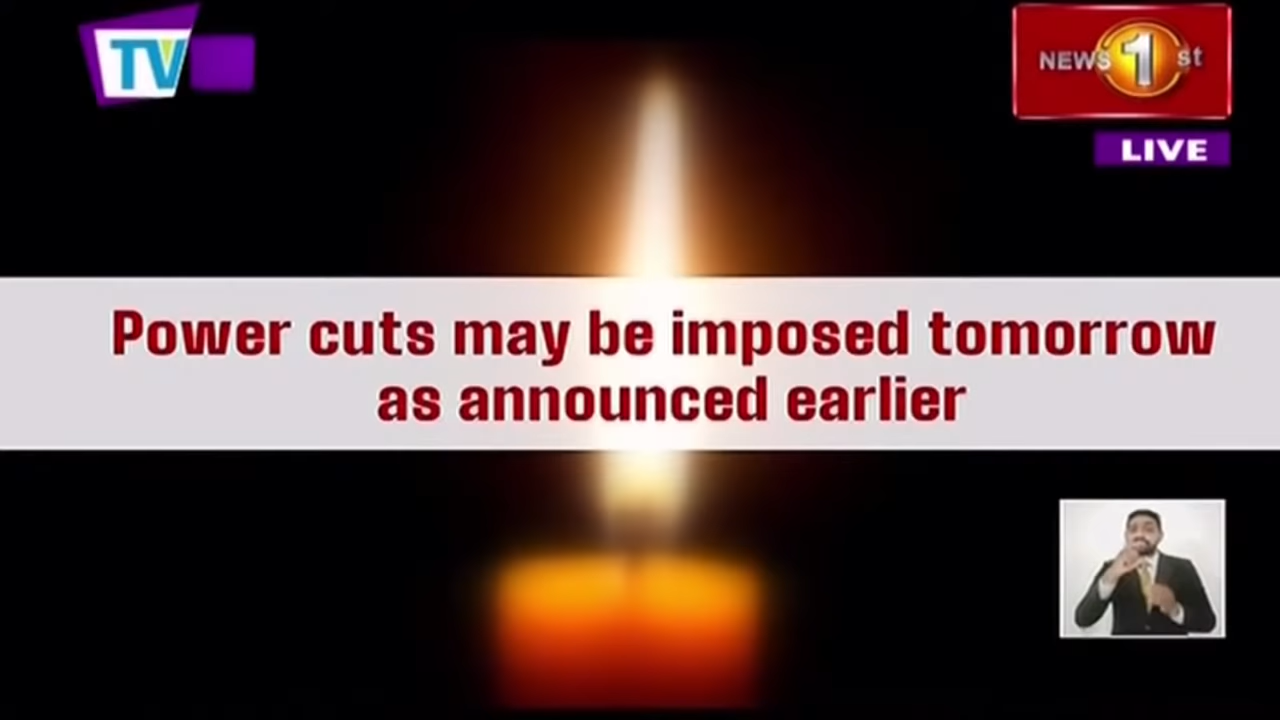 TV
NEWS 1st
LIVE
Power cuts may be imposed tomorrow
as announced earlier